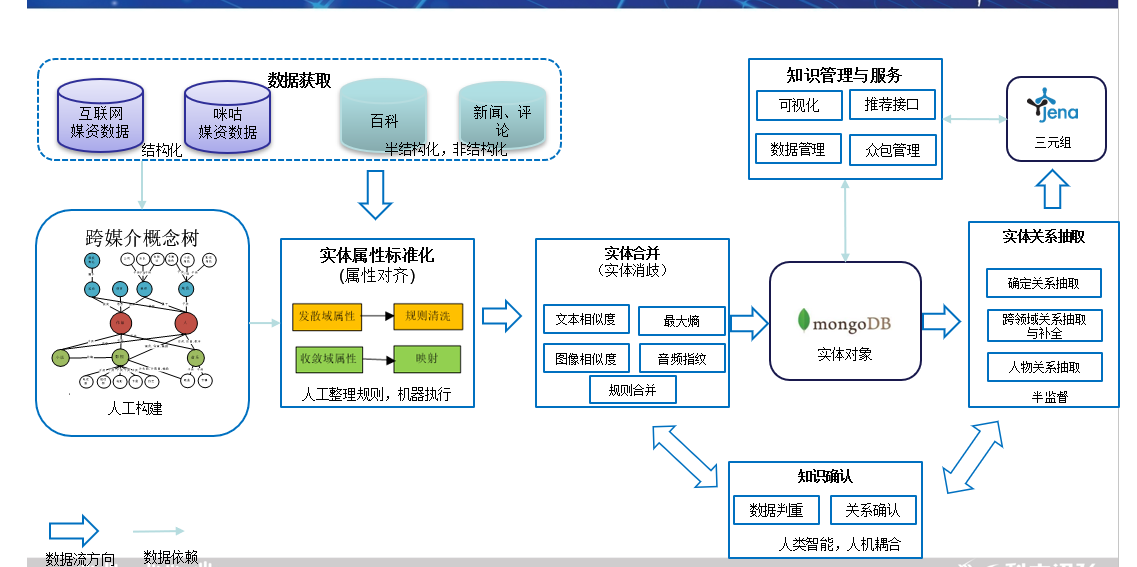 数据获取
互联网
媒资数据
咪咕
媒资数据
百科
新闻、评
论
结构化
半结构化，非结构化
知识管理与服务
可视化
推荐接口
数据管理
众包管理
jena
三元组
跨媒介概念树
人工构建
实体属性标准化
(属性对齐)
发散域属性
规则清洗
收敛域属性
映射
人工整理规则，机器执行
实体合并
（实体消歧）
文本相似度
最大熵
图像相似度
音频指纹
规则合并
mongoDB
实体对象
实体关系抽取
确定关系抽取
跨领域关系抽取
与补全
人物关系抽取
半监督
知识确认
数据判重
关系确认
人类智能，人机耦合
数据流方向
数据依赖